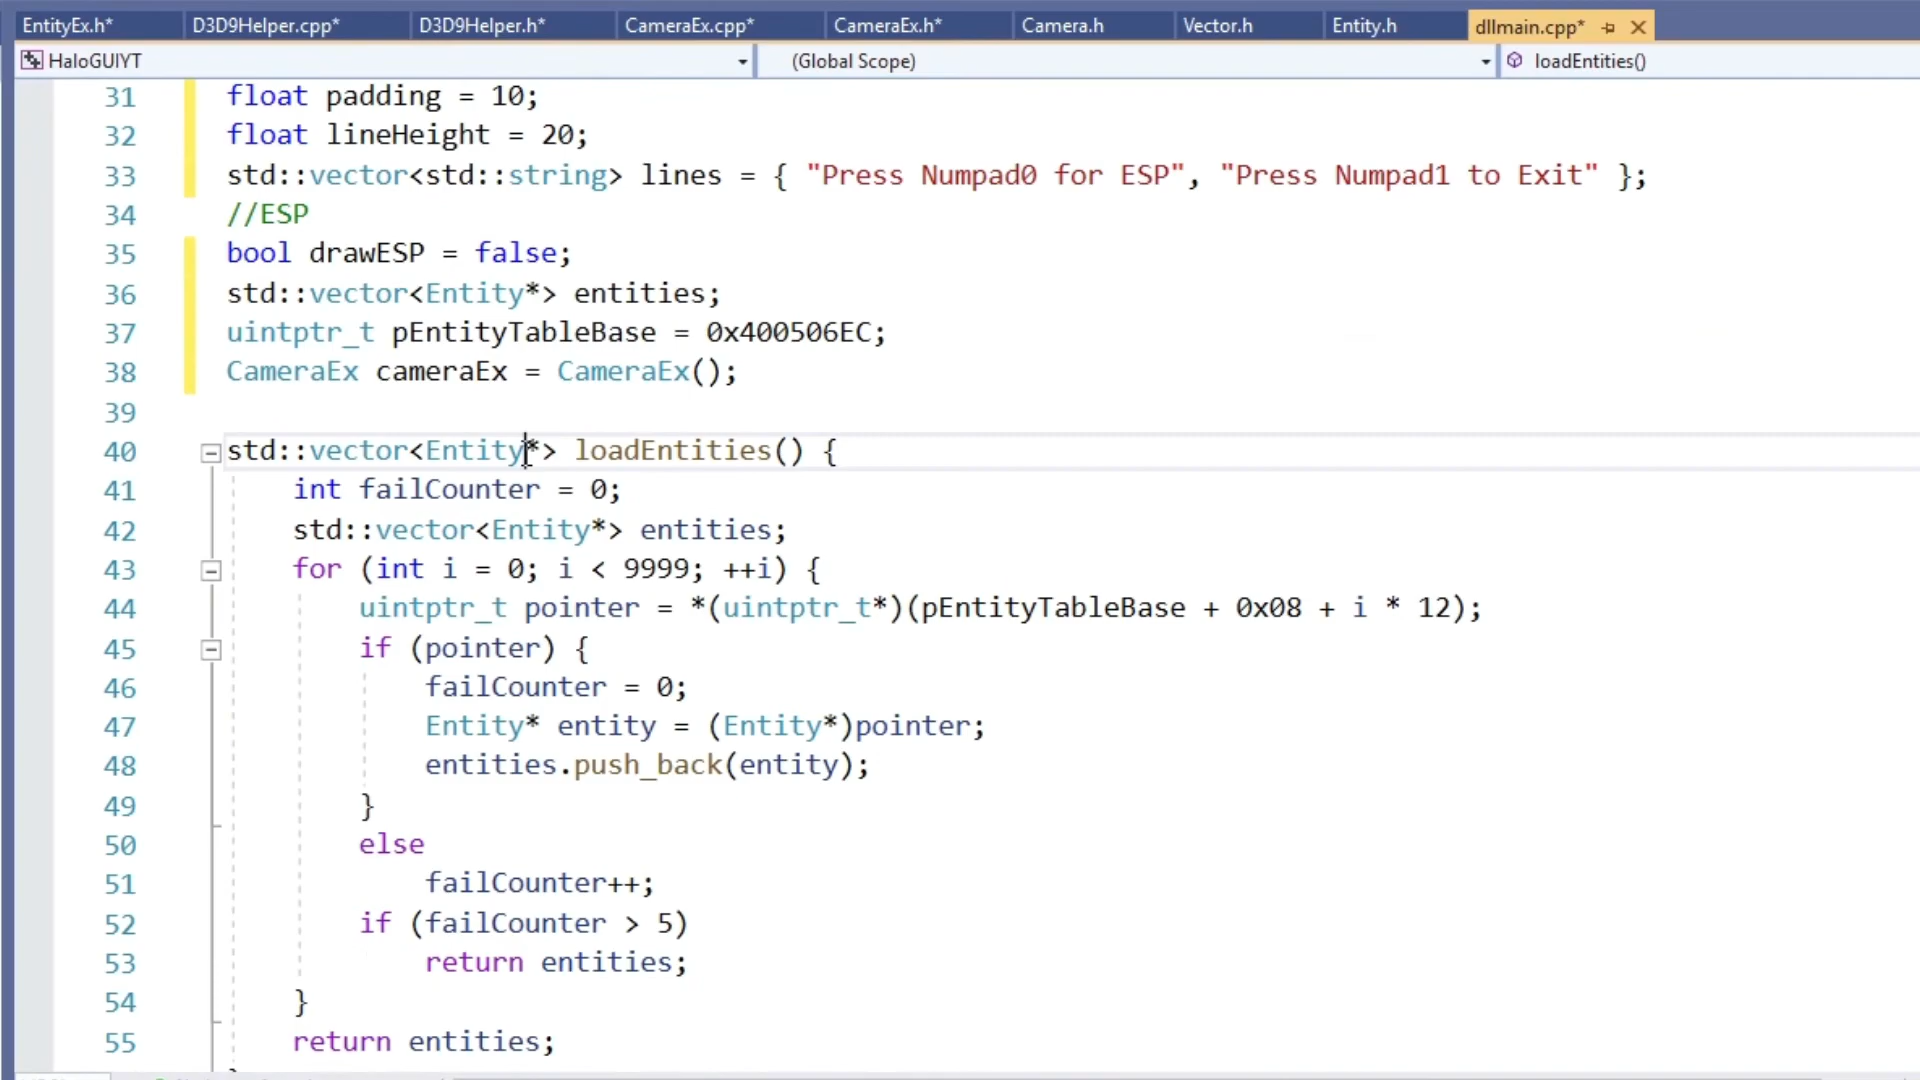 EntityEx.h* D3D9Helper.cpp* D3D9Helper.h* CameraEx.cpp* CameraEx.h* Camera.h Vector.h Entity.h dllmain.cpp*
HaloGUIYT (Global Scope) loadEntities()
31 float padding = 10;
32 float lineHeight = 20;
33 std::vector<std::string> lines = { "Press Numpad0 for ESP", "Press Numpad1 to Exit" };
34 //ESP
35 bool drawESP = false;
36 std::vector<Entity*> entities;
37 uintptr_t pEntityTableBase = 0x400506EC;
38 CameraEx cameraEx = CameraEx();
39
40 std::vector<Entity*> loadEntities() {
41 int failCounter = 0;
42 std::vector<Entity*> entities;
43 for (int i = 0; i < 9999; ++i) {
44 uintptr_t pointer = *(uintptr_t*)(pEntityTableBase + 0x08 + i * 12);
45 if (pointer) {
46 failCounter = 0;
47 Entity* entity = (Entity*)pointer;
48 entities.push_back(entity);
49 }
50 else
51 failCounter++;
52 if (failCounter > 5)
53 return entities;
54 }
55 return entities;